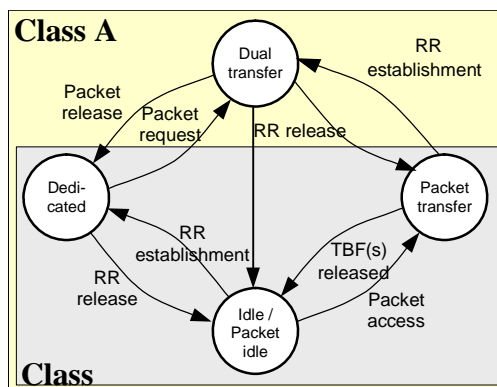 Class A
Dual
transfer
RR
establishment
Packet
release
Packet
request
RR release
Dedi-
cated
Packet
transfer
RR
establishment
TBF(s)
released
RR
release
Packet
access
Idle /
Packet
idle
Class